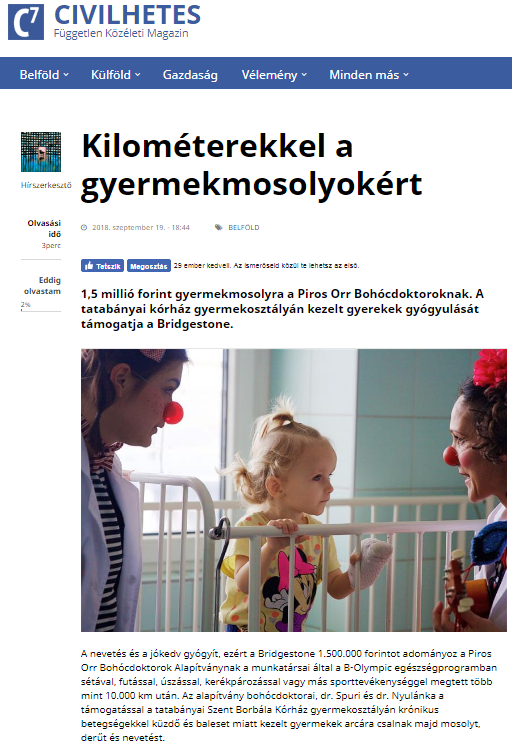 C7 CIVILHETES
Független Közéleti Magazin
Belföld Külföld Gazdaság Vélemény Minden más
Kilométerekkel a
gyermekmosolyokért
Hírszerkesztő
2018. szeptember 19. - 18:44 BELFÖLD
Olvasási
idő
3perc
Eddig
olvastam
2%
Tetszik Megosztás 29 ember kedveli. Az ismerőseid közül te lehetsz az első.
1,5 millió forint gyermekmosolyra a Piros Orr Bohócdoktoroknak. A
tatabányai kórház gyermekosztályán kezelt gyerekek gyógyulását
támogatja a Bridgestone.
A nevetés és a jókedv gyógyít, ezért a Bridgestone 1.500.000 forintot adományoz a Piros
Orr Bohócdoktorok Alapítványnak a munkatársai által a B-Olympic egészségprogramban
sétával, futással, úszással, kerékpározással vagy más sporttevékenységgel megtett több
mint 10.000 km után. Az alapítvány bohócdoktorai, dr. Spuri és dr. Nyulánka a
támogatással a tatabányai Szent Borbála Kórház gyermekosztályán krónikus
betegségekkel küzdő és baleset miatt kezelt gyermekek arcára csalnak majd mosolyt,
derűt és nevetést.